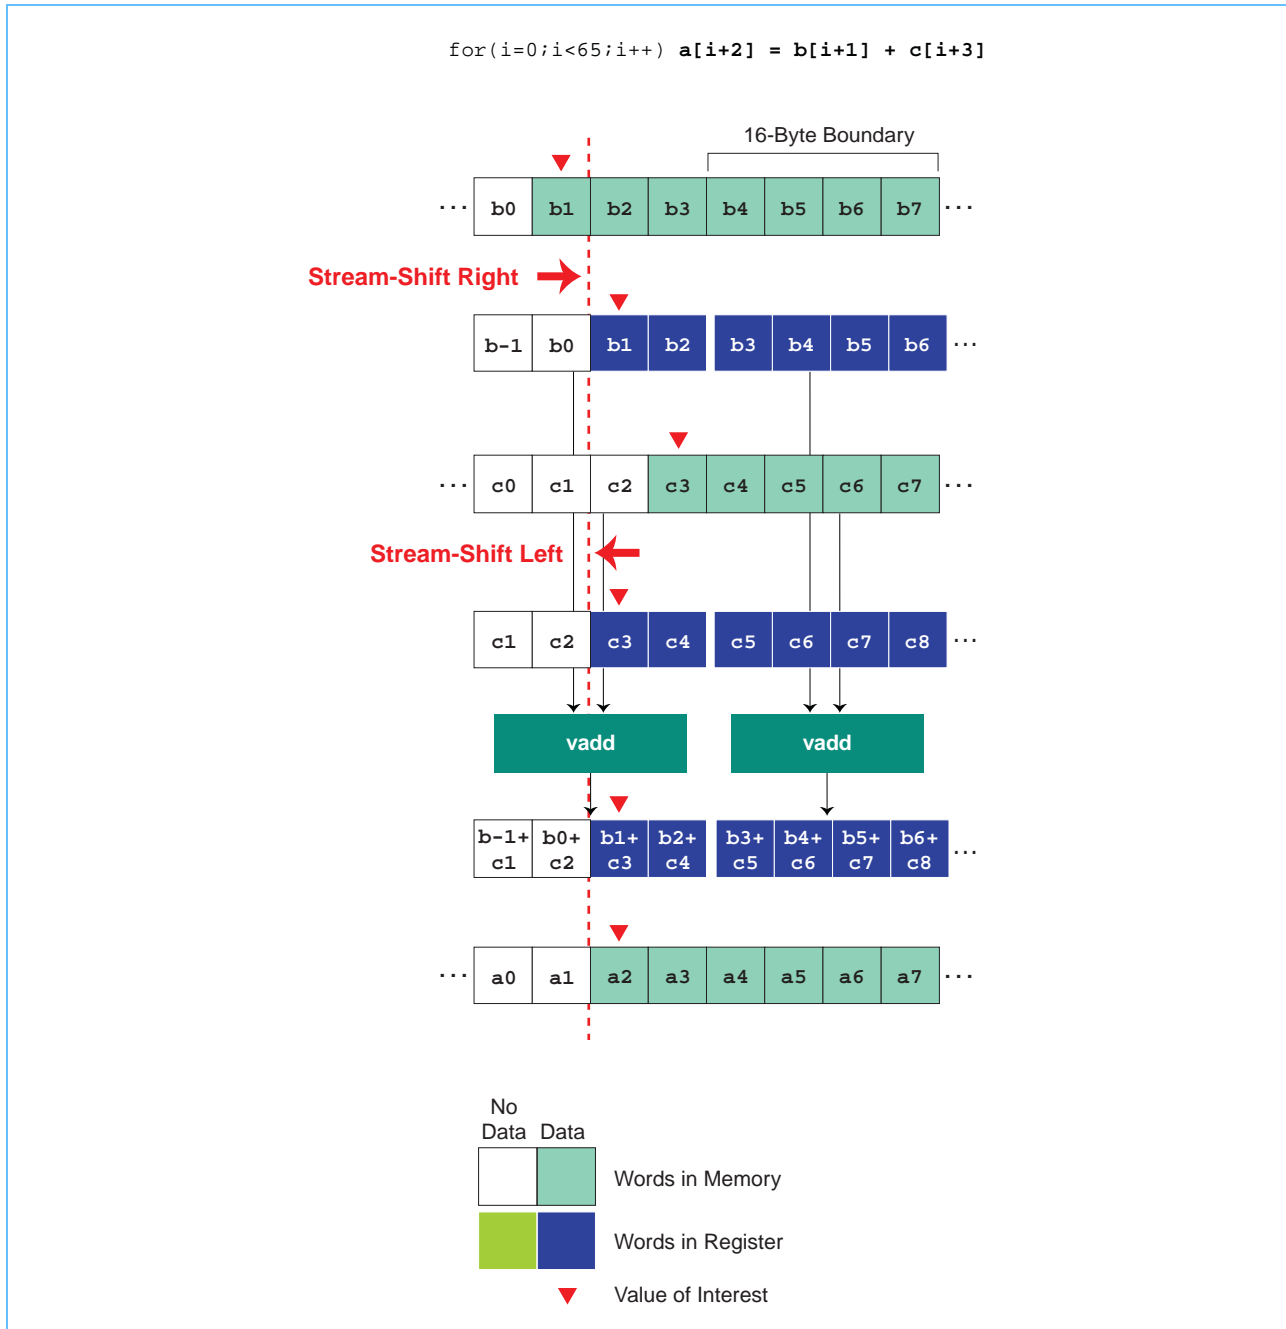 for(i=0;i<65;i++) a[i+2] = b[i+1] + c[i+3]
16-Byte Boundary
... b0 b1 b2 b3 b4 b5 b6 b7 ...
Stream-Shift Right
b-1 b0 b1 b2 b3 b4 b5 b6 ...
... c0 c1 c2 c3 c4 c5 c6 c7 ...
Stream-Shift Left
c1 c2 c3 c4 c5 c6 c7 c8 ...
vadd vadd
b-1+ b0+ b1+ b2+ b3+ b4+ b5+ b6+
c1 c2 c3 c4 c5 c6 c7 c8 ...
... a0 a1 a2 a3 a4 a5 a6 a7 ...
No
Data Data
Words in Memory
Words in Register
Value of Interest